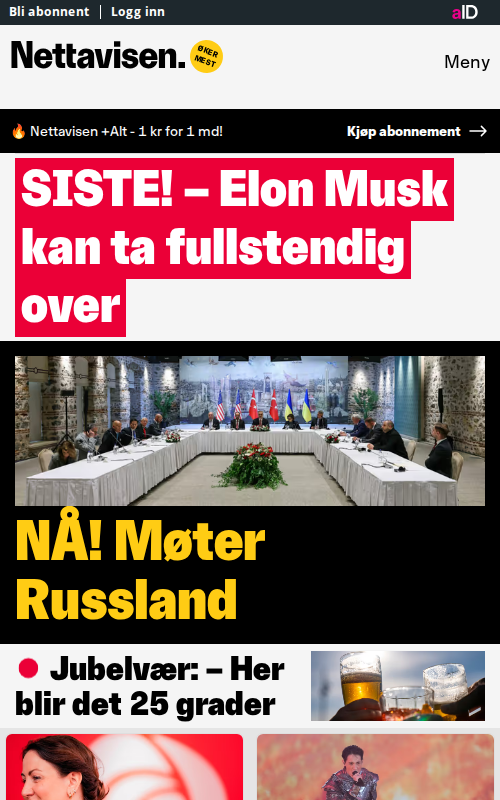 Bli abonnent | Logg inn
aID
Nettavisen.
ØKER
MEST
Meny
🔥 Nettavisen +Alt - 1 kr for 1 md!
Kjøp abonnement →
SISTE! – Elon Musk
kan ta fullstendig
over
NÅ! Møter
Russland
Jubelvær: – Her
blir det 25 grader